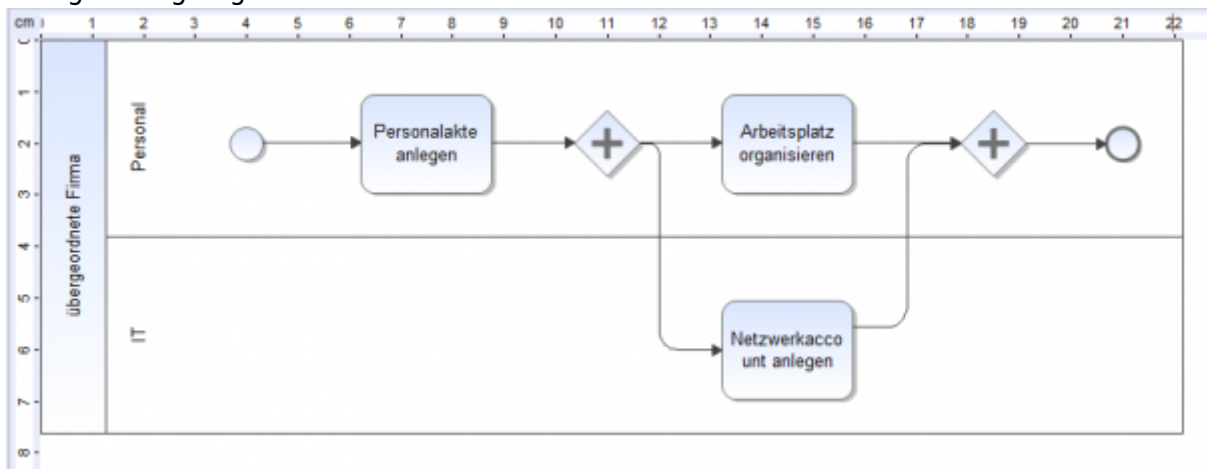 cm 1 2 3 4 5 6 7 8 9 10 11 12 13 14 15 16 17 18 19 20 21 22
0
1
2
3
4
5
6
7
8
übergeordnete Firma
Personal
Personalakte
anlegen
Arbeitsplatz
organisieren
IT
Netzwerkacco
unt anlegen